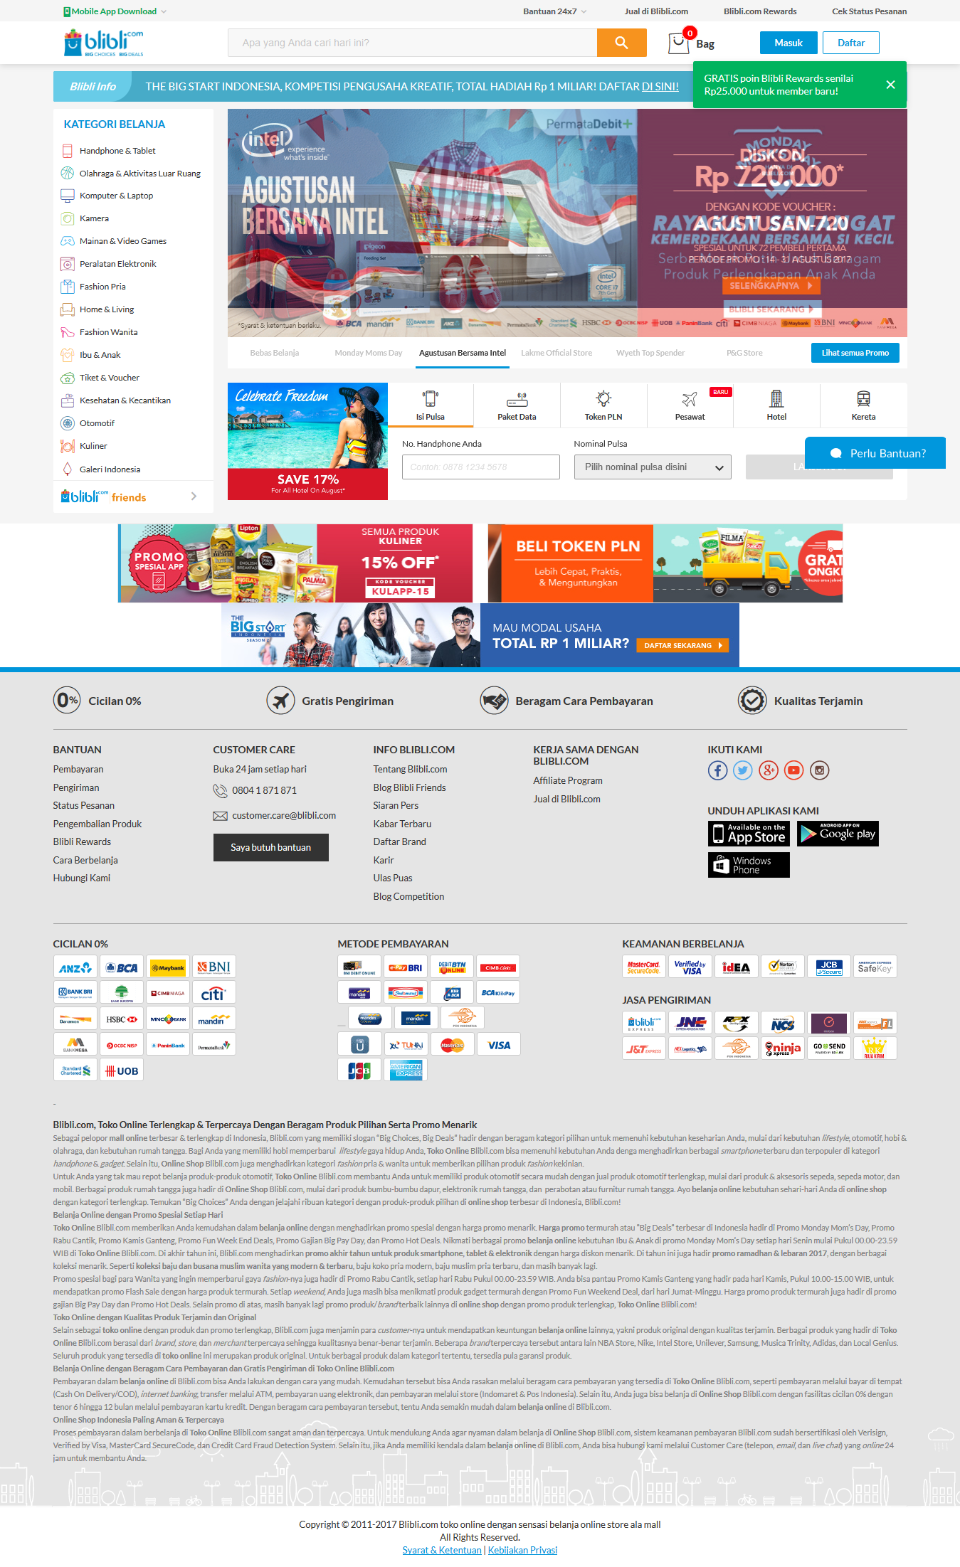 Mobile App Download
Bantuan 24x7
Jual di Blibli.com
Blibli.com Rewards
Cek Status Pesanan
blibli.com
BIG CHOICES BIG DEALS
Apa yang Anda cari hari ini?
0
Bag
Masuk
Daftar
Blibli Info
THE BIG START INDONESIA, KOMPETISI PENGUSAHA KREATIF, TOTAL HADIAH Rp 1 MILIAR! DAFTAR DI SINI!
GRATIS poin Blibli Rewards senilai
Rp25.000 untuk member baru!
KATEGORI BELANJA
Handphone & Tablet
Olahraga & Aktivitas Luar Ruang
Komputer & Laptop
Kamera
Mainan & Video Games
Peralatan Elektronik
Fashion Pria
Home & Living
Fashion Wanita
Ibu & Anak
Tiket & Voucher
Kesehatan & Kecantikan
Otomotif
Kuliner
Galeri Indonesia
blibli.com friends
intel experience what's inside
PermataDebit+
AGUSTUSAN
BERSAMA INTEL
DISKON
Rp 720.000*
DENGAN KODE VOUCHER :
AGUSTUSAN-720
KEMERDEKAAN BERSAMA SI KECIL
SPESIAL UNTUK 72 PEMBELI PERTAMA
PERIODE PROMO : 14-31 AGUSTUS 2017
Produk Perlengkapan Anak Anda
SELENGKAPNYA
BLIBLI SEKARANG
*Syarat & ketentuan berlaku.
Bebas Belanja
Monday Moms Day
Agustusan Bersama Intel
Lakme Official Store
Wyeth Top Spender
P&G Store
Lihat semua Promo
Celebrate Freedom
SAVE 17%
For All Hotel On August*
Isi Pulsa
Paket Data
Token PLN
BARU
Pesawat
Hotel
Kereta
No. Handphone Anda
Contoh: 0878 1234 5678
Nominal Pulsa
Pilih nominal pulsa disini
Perlu Bantuan?
PROMO
SPESIAL APP
Lipton
PALMIA
SEMUA PRODUK
KULINER
15% OFF*
KODE VOUCHER
KULAPP-15
BELI TOKEN PLN
Lebih Cepat, Praktis,
& Menguntungkan
FILMA
THE
BIG START
INDONESIA
SEASON
MAU MODAL USAHA
TOTAL RP 1 MILIAR?
DAFTAR SEKARANG
0%
Cicilan 0%
Gratis Pengiriman
Beragam Cara Pembayaran
Kualitas Terjamin
BANTUAN
Pembayaran
Pengiriman
Status Pesanan
Pengembalian Produk
Blibli Rewards
Cara Berbelanja
Hubungi Kami
CUSTOMER CARE
Buka 24 jam setiap hari
0804 1 871 871
customer.care@blibli.com
Saya butuh bantuan
INFO BLIBLI.COM
Tentang Blibli.com
Blog Blibli Friends
Siaran Pers
Kabar Terbaru
Daftar Brand
Karir
Ulas Puas
Blog Competition
KERJA SAMA DENGAN
BLIBLI.COM
Affiliate Program
Jual di Blibli.com
IKUTI KAMI
UNDUH APLIKASI KAMI
Available on the
App Store
ANDROID APP ON
Google play
Windows
Phone
CICILAN 0%
ANZ
BCA
Maybank
BNI
BANK BRI
CIMB NIAGA
citi
Danamon
HSBC
MNC BANK
mandiri
OCBC NISP
PaninBank
PermataBank
Standard
Chartered
UOB
METODE PEMBAYARAN
BRI
CIMB
BCA KlikPay
mandiri
VISA
JCB
AMERICAN EXPRESS
KEAMANAN BERBELANJA
MasterCard.
SecureCode
Verified by
VISA
idEA
Norton
JCB
J/Secure
AMERICAN EXPRESS
SafeKey
JASA PENGIRIMAN
blibli
EXPRESS
JNE
RPX
NCS
J&T EXPRESS
ninja
GO SEND
-
Blibli.com, Toko Online Terlengkap & Terpercaya Dengan Beragam Produk Pilihan Serta Promo Menarik
Sebagai pelopor mall online terbesar & terlengkap di Indonesia, Blibli.com yang memiliki slogan "Big Choices, Big Deals" hadir dengan beragam kategori pilihan untuk memenuhi kebutuhan keseharian Anda, mulai dari kebutuhan lifestyle, otomotif, hobi &
olahraga, dan kebutuhan rumah tangga. Bagi Anda yang memiliki hobi memperbarui lifestyle gaya hidup Anda, Toko Online Blibli.com bisa memenuhi kebutuhan Anda denga menghadirkan berbagai smartphone terbaru dan terpopuler di kategori
handphone & gadget. Selain itu, Online Shop Blibli.com juga menghadirkan kategori fashion pria & wanita untuk memberikan pilihan produk fashion kekinian.
Untuk Anda yang tak mau repot belanja produk-produk otomotif, Toko Online Blibli.com membantu Anda untuk memiliki produk otomotif secara mudah dengan jual produk otomotif terlengkap, mulai dari produk & aksesoris sepeda, sepeda motor, dan
mobil. Berbagai produk rumah tangga juga hadir di Online Shop Blibli.com, mulai dari produk bumbu-bumbu dapur, elektronik rumah tangga, dan perabotan atau furnitur rumah tangga. Ayo belanja online kebutuhan sehari-hari Anda di online shop
dengan kategori terlengkap. Temukan "Big Choices" Anda dengan jelajahi ribuan kategori dengan produk-produk pilihan di online shop terbesar di Indonesia, Blibli.com!
Belanja Online dengan Promo Spesial Setiap Hari
Toko Online Blibli.com memberikan Anda kemudahan dalam belanja online dengan menghadirkan promo spesial dengan harga promo menarik. Harga promo termurah atau "Big Deals" terbesar di Indonesia hadir di Promo Monday Mom's Day, Promo
Rabu Cantik, Promo Kamis Ganteng, Promo Fun Week End Deals, Promo Gajian Big Pay Day, dan Promo Hot Deals. Nikmati berbagai promo belanja online kebutuhan Ibu & Anak di promo Monday Mom's Day setiap hari Senin mulai Pukul 00.00-23.59
WIB di Toko Online Blibli.com. Di akhir tahun ini, Blibli.com menghadirkan promo akhir tahun untuk produk smartphone, tablet & elektronik dengan harga diskon menarik. Di tahun ini juga hadir promo ramadhan & lebaran 2017, dengan berbagai
koleksi menarik. Seperti koleksi baju dan busana muslim wanita yang modern & terbaru, baju koko pria modern, baju muslim pria terbaru, dan masih banyak lagi.
Promo spesial bagi para Wanita yang ingin memperbarui gaya fashion-nya juga hadir di Promo Rabu Cantik, setiap hari Rabu Pukul 00.00-23.59 WIB. Anda bisa pantau Promo Kamis Ganteng yang hadir pada hari Kamis, Pukul 10.00-15.00 WIB, untuk
mendapatkan promo Flash Sale dengan harga produk termurah. Setiap weekend, Anda juga masih bisa menikmati produk gadget termurah dengan Promo Fun Weekend Deal, dari hari Jumat-Minggu. Harga promo produk termurah juga hadir di promo
gajian Big Pay Day dan Promo Hot Deals. Selain promo di atas, masih banyak lagi promo produk/brand terbaik lainnya di online shop dengan promo produk terlengkap, Toko Online Blibli.com!
Toko Online dengan Kualitas Produk Terjamin dan Original
Selain sebagai toko online dengan produk dan promo terlengkap, Blibli.com juga menjamin para customer-nya untuk mendapatkan keuntungan belanja online lainnya, yakni produk original dengan kualitas terjamin. Berbagai produk yang hadir di Toko
Online Blibli.com berasal dari brand, store, dan merchant terpercaya sehingga kualitasnya benar-benar terjamin. Beberapa brand terpercaya tersebut antara lain NBA Store, Nike, Intel Store, Unilever, Samsung, Musica Trinity, Adidas, dan Local Genius.
Seluruh produk yang tersedia di toko online ini merupakan produk original. Untuk berbagai produk dalam kategori tertentu, tersedia pula garansi produk.
Belanja Online dengan Beragam Cara Pembayaran dan Gratis Pengiriman di Toko Online Blibli.com
Pembayaran dalam belanja online di Blibli.com bisa Anda lakukan dengan cara yang mudah. Kemudahan tersebut bisa Anda rasakan melalui beragam cara pembayaran yang tersedia di Toko Online Blibli.com, seperti pembayaran melalui bayar di tempat
(Cash On Delivery/COD), internet banking, transfer melalui ATM, pembayaran uang elektronik, dan pembayaran melalui store (Indomaret & Pos Indonesia). Selain itu, Anda juga bisa belanja di Online Shop Blibli.com dengan fasilitas cicilan 0% dengan
tenor 6 hingga 12 bulan melalui pembayaran kartu kredit. Dengan beragam cara pembayaran tersebut, tentu Anda semakin mudah dalam belanja online di Blibli.com.
Online Shop Indonesia Paling Aman & Terpercaya
Proses pembayaran dalam berbelanja di Toko Online Blibli.com sangat aman dan terpercaya. Untuk mendukung Anda agar nyaman dalam belanja di Online Shop Blibli.com, sistem keamanan pembayaran Blibli.com sudah bersertifikasi oleh Verisign,
Verified by Visa, MasterCard SecureCode, dan Credit Card Fraud Detection System. Selain itu, jika Anda memiliki kendala dalam belanja online di Blibli.com, Anda bisa hubungi kami melalui Customer Care (telepon, email, dan live chat) yang online 24
jam untuk membantu Anda.
Copyright © 2011-2017 Blibli.com toko online dengan sensasi belanja online store ala mall
All Rights Reserved.
Syarat & Ketentuan | Kebijakan Privasi